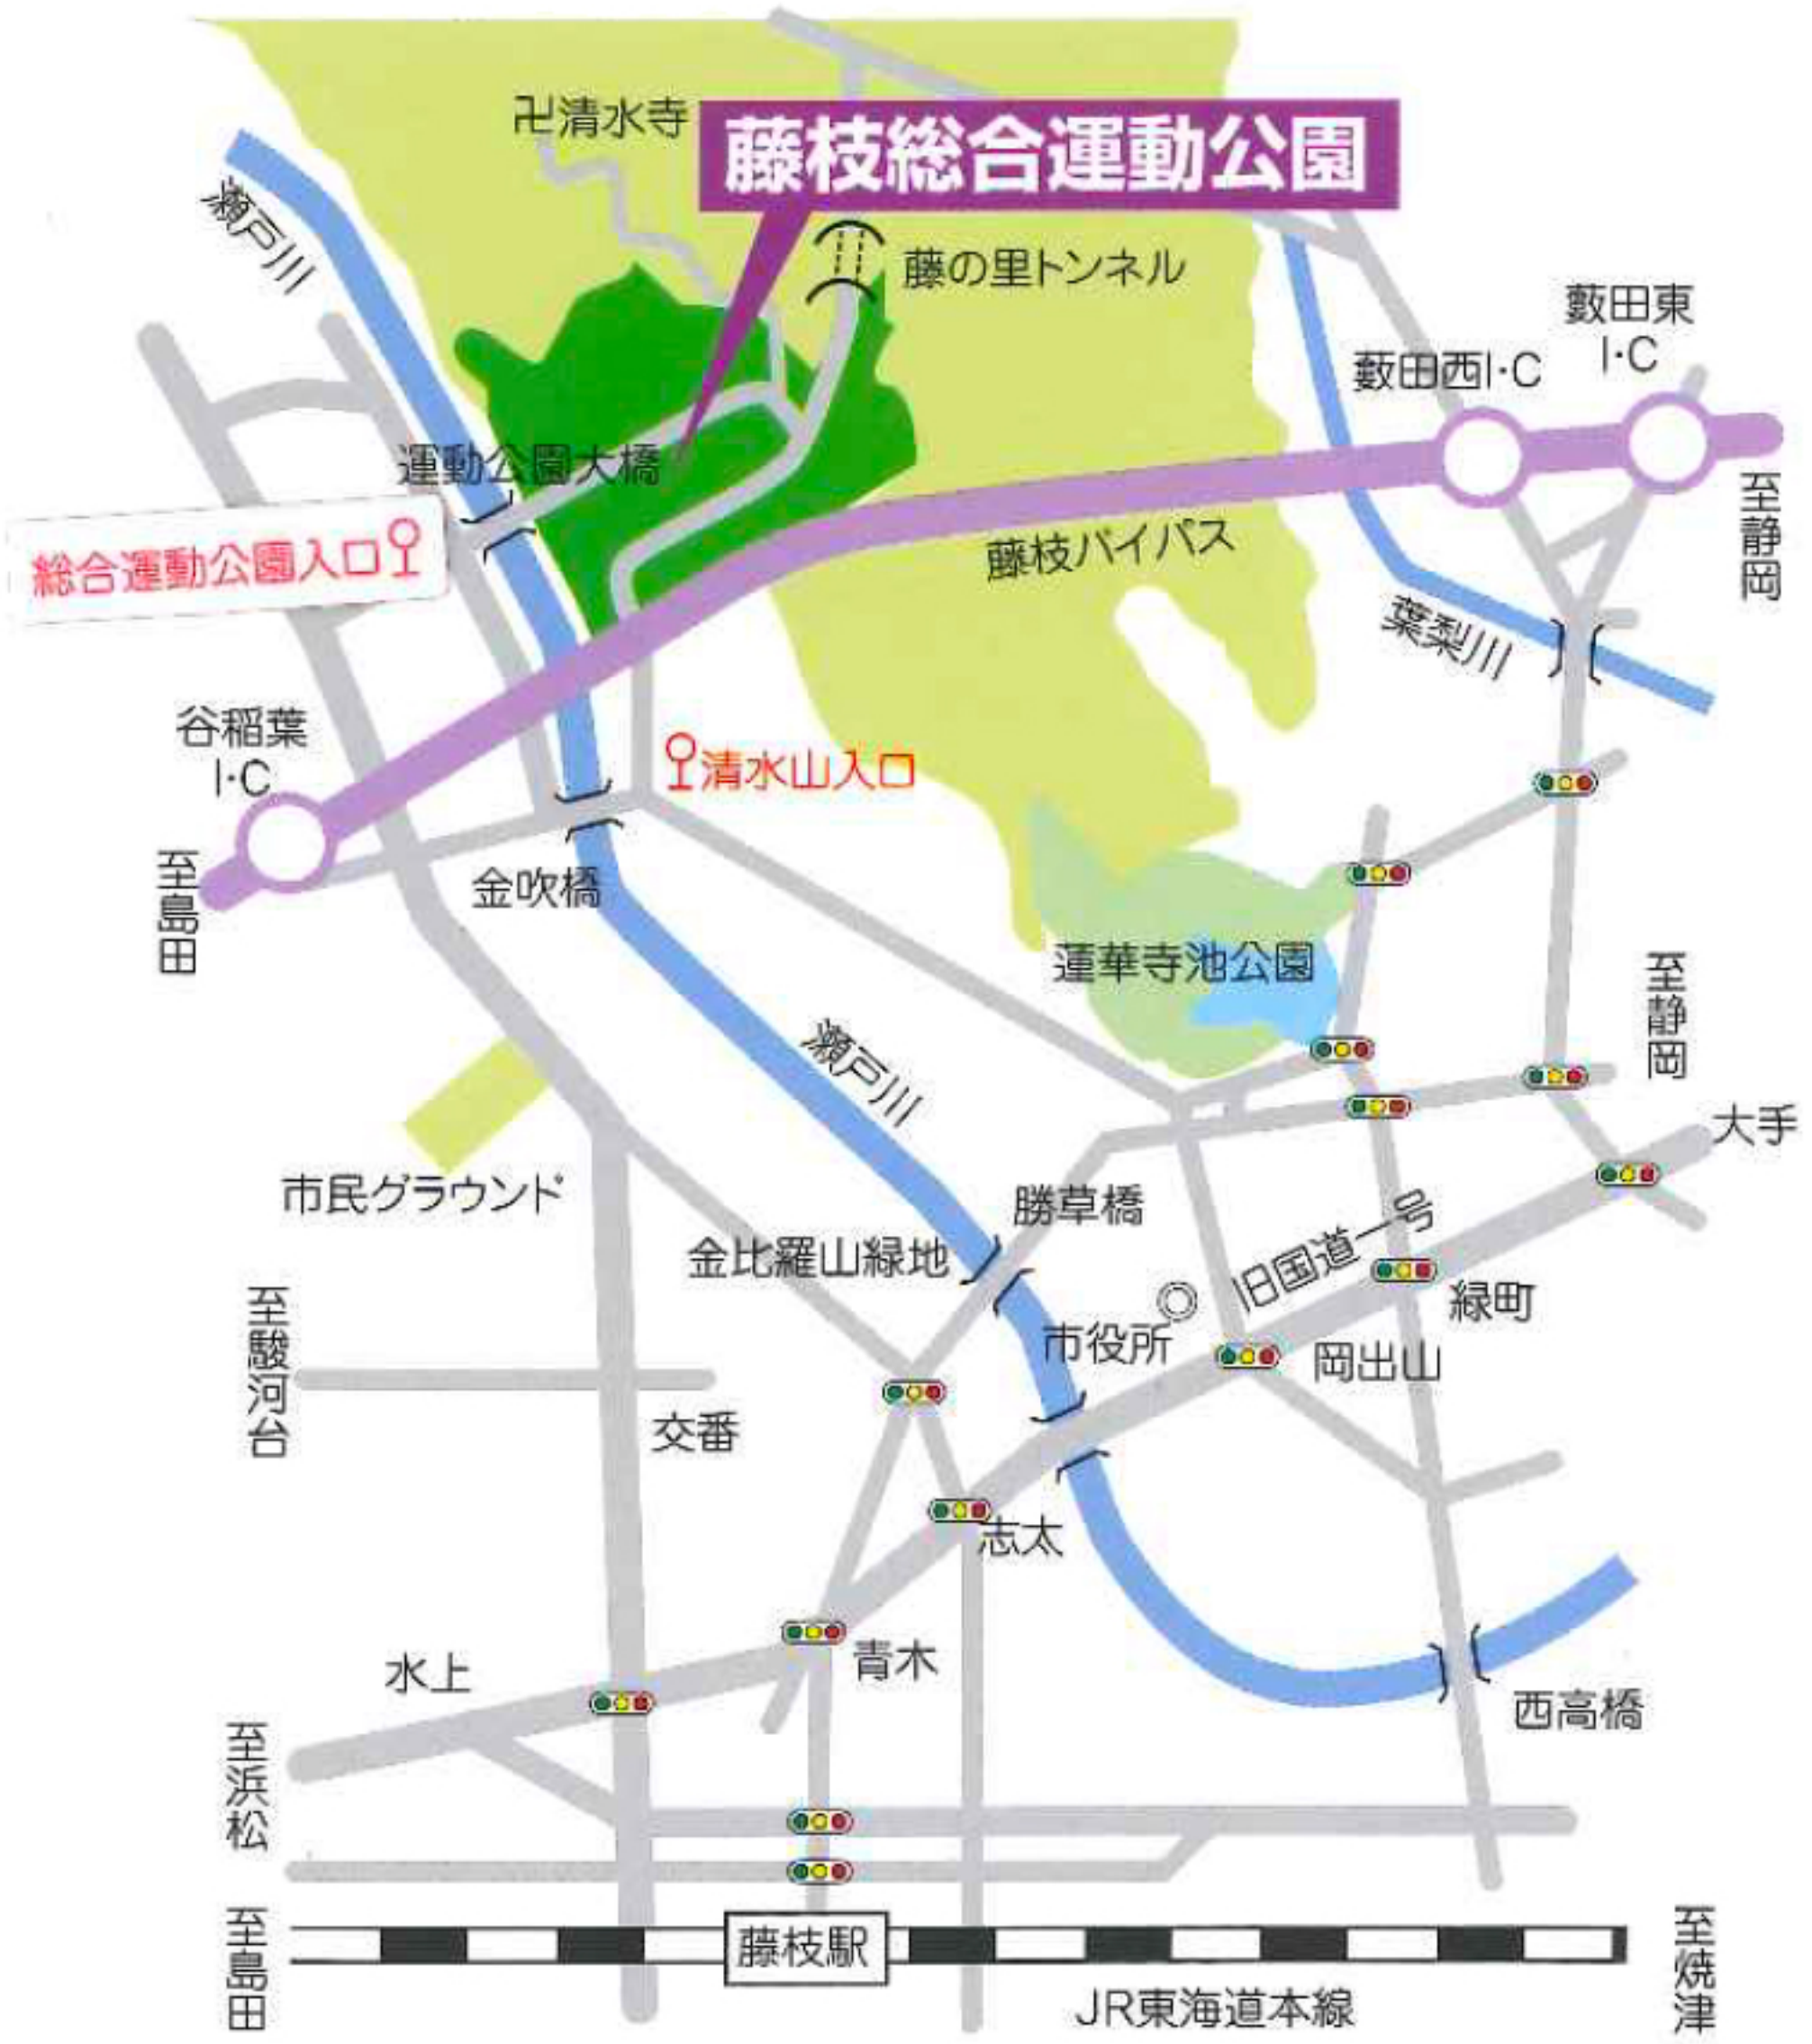 卍清水寺
藤枝総合運動公園
瀬戸川
藤の里トンネル
藪田東
I・C
藪田西I・C
運動公園大橋
総合運動公園入口
至静岡
藤枝バイパス
葉梨川
谷稲葉
I・C
清水山入口
至島田
金吹橋
蓮華寺池公園
至静岡
瀬戸川
大手
市民グラウンド
勝草橋
金比羅山緑地
旧国道一号
緑町
市役所
岡出山
至駿河台
交番
志太
青木
水上
西高橋
至浜松
藤枝駅
至島田
JR東海道本線
至焼津